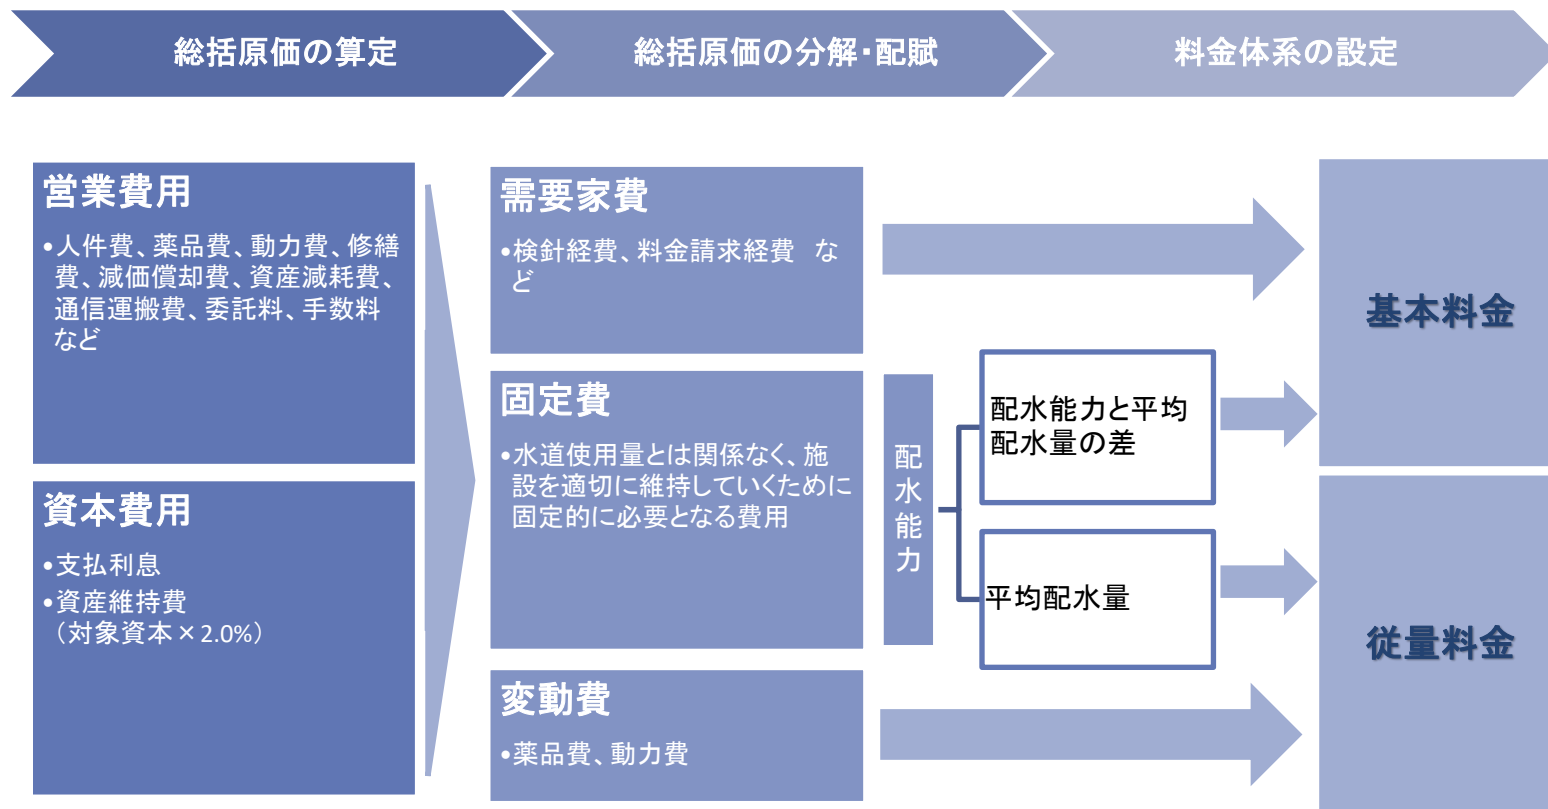 総括原価の算定
総括原価の分解・配賦
料金体系の設定
営業費用
•人件費、薬品費、動力費、修繕
費、減価償却費、資産減耗費、
通信運搬費、委託料、手数料
など
資本費用
•支払利息
•資産維持費
（対象資本×2.0%）
需要家費
•検針経費、料金請求経費　な
ど
固定費
•水道使用量とは関係なく、施
設を適切に維持していくために
固定的に必要となる費用
変動費
•薬品費、動力費
配
水
能
力
配水能力と平均
配水量の差
平均配水量
基本料金
従量料金